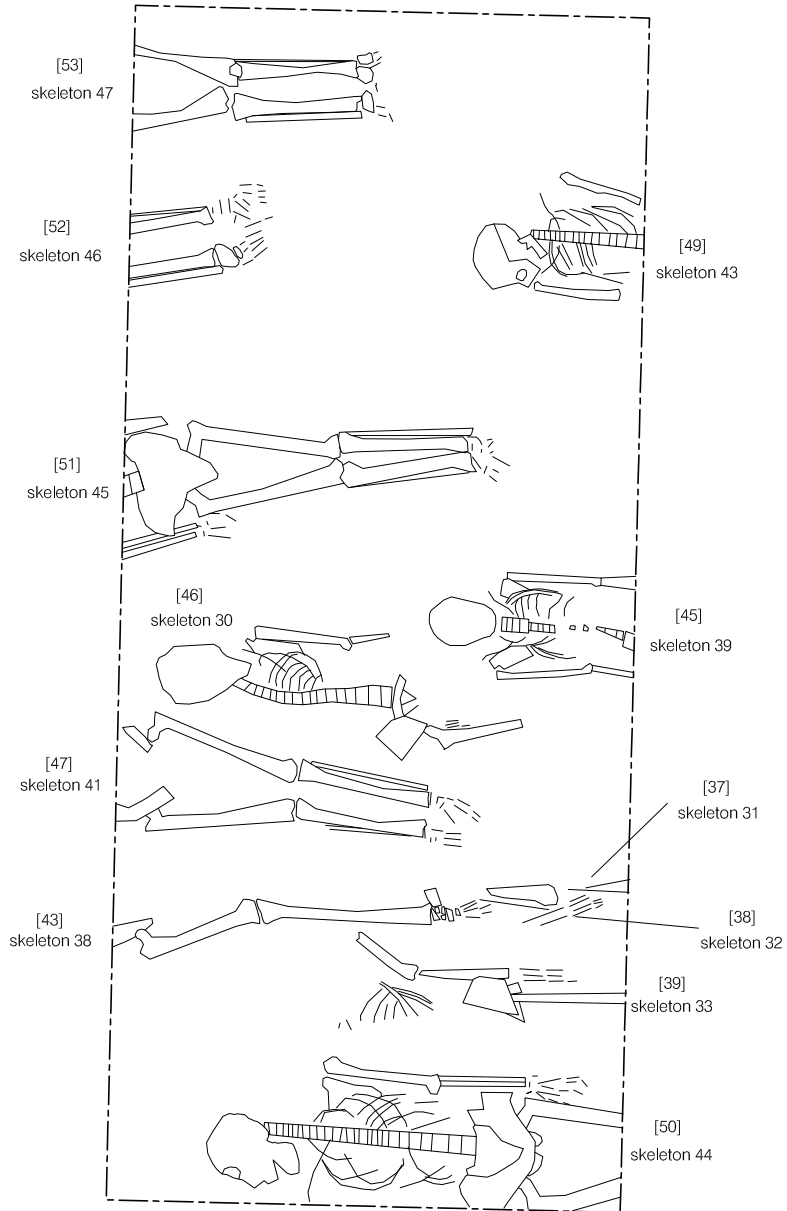 [53]
skeleton 47
[52]
skeleton 46
[49]
skeleton 43
[51]
skeleton 45
[46]
skeleton 30
[45]
skeleton 39
[47]
skeleton 41
[37]
skeleton 31
[43]
skeleton 38
[38]
skeleton 32
[39]
skeleton 33
[50]
skeleton 44